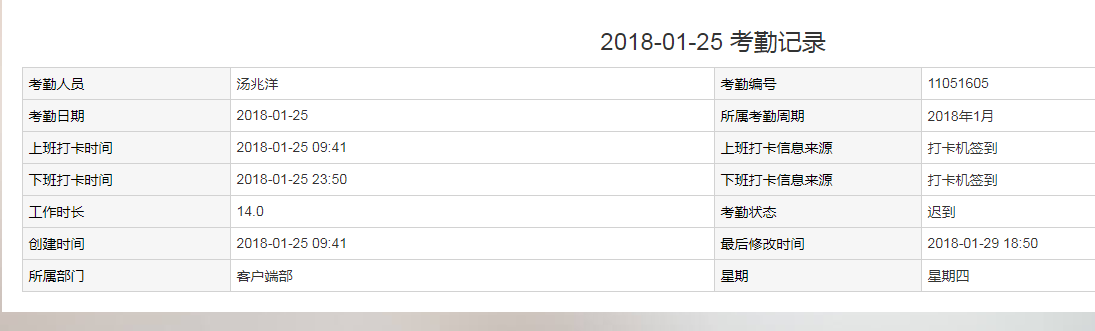 2018-01-25 考勤记录
考勤人员 汤兆洋 考勤编号 11051605
考勤日期 2018-01-25 所属考勤周期 2018年1月
上班打卡时间 2018-01-25 09:41 上班打卡信息来源 打卡机签到
下班打卡时间 2018-01-25 23:50 下班打卡信息来源 打卡机签到
工作时长 14.0 考勤状态 迟到
创建时间 2018-01-25 09:41 最后修改时间 2018-01-29 18:50
所属部门 客户端部 星期 星期四